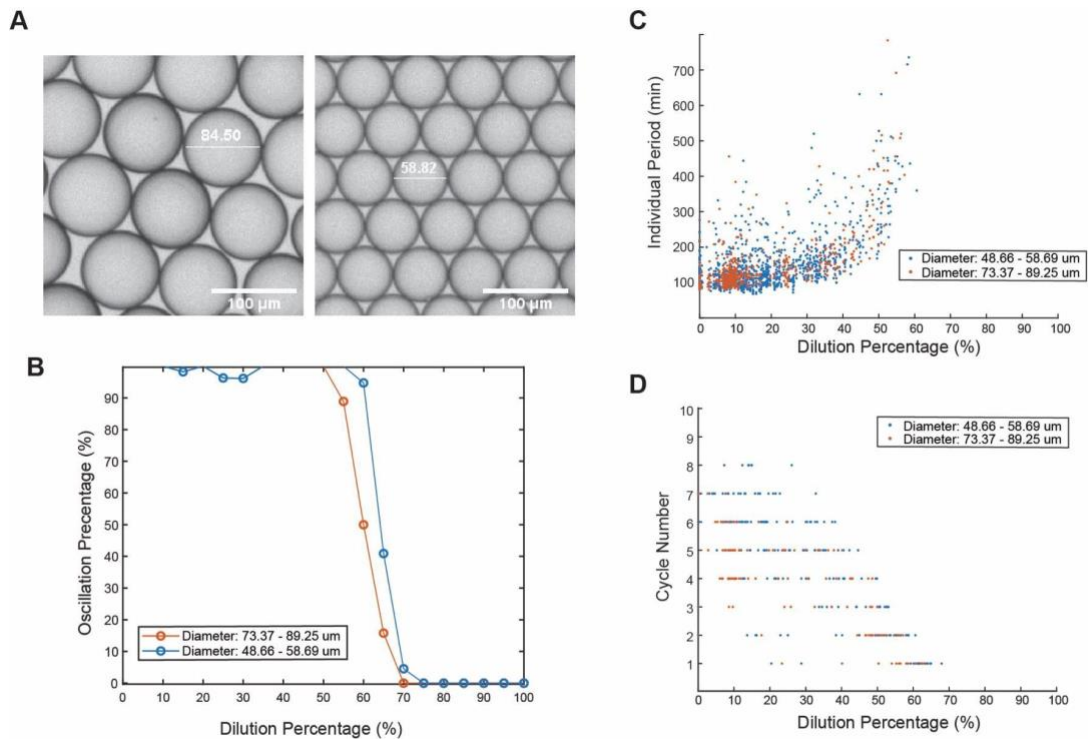 A
84.50
100 µm
58.82
100 µm
B
Oscillation Precentage (%)
90
80
70
60
50
40
30
20
10
0
Diameter: 73.37 - 89.25 um
Diameter: 48.66 - 58.69 um
0 10 20 30 40 50 60 70 80 90 100
Dilution Percentage (%)
C
Individual Period (min)
700
600
500
400
300
200
100
Diameter: 48.66 - 58.69 um
Diameter: 73.37 - 89.25 um
0 10 20 30 40 50 60 70 80 90 100
Dilution Percentage (%)
D
Cycle Number
10
9
8
7
6
5
4
3
2
1
Diameter: 48.66 - 58.69 um
Diameter: 73.37 - 89.25 um
0 10 20 30 40 50 60 70 80 90 100
Dilution Percentage (%)